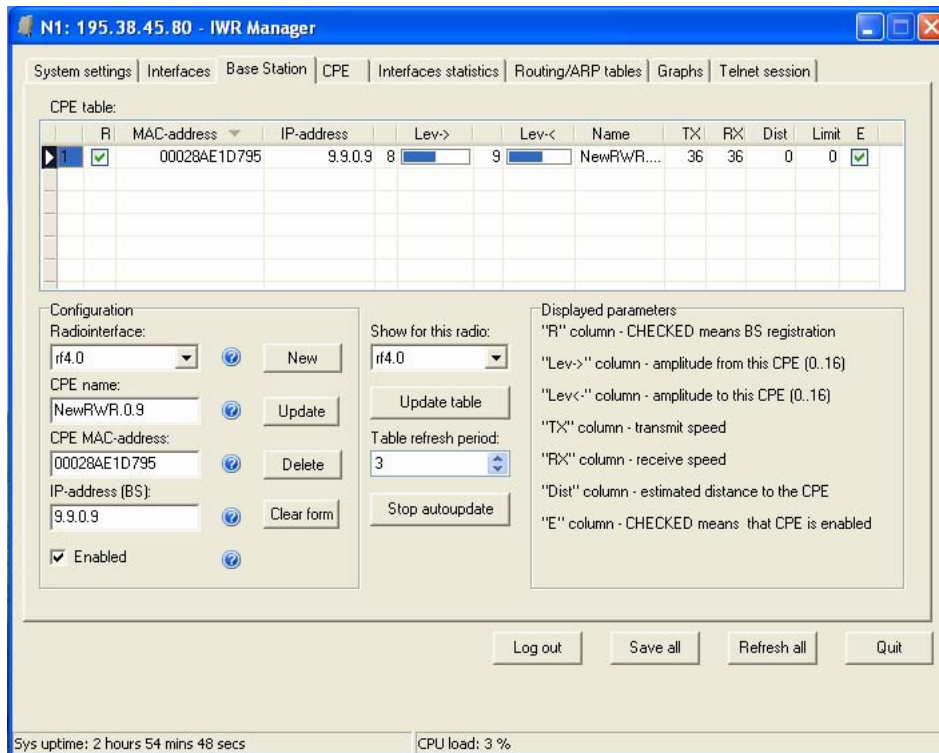 N1: 195.38.45.80 - IWR Manager
System settings Interfaces Base Station CPE Interfaces statistics Routing/ARP tables Graphs Telnet session
CPE table:
R MAC-address IP-address Lev-> Lev-< Name TX RX Dist Limit E
1 00028AE1D795 9.9.0.9 8 9 NewRWR.... 36 36 0 0
Configuration
Radiointerface:
rf4.0
New
CPE name:
NewRWR.0.9
Update
CPE MAC-address:
00028AE1D795
Delete
IP-address (BS):
9.9.0.9
Clear form
Enabled
Show for this radio:
rf4.0
Update table
Table refresh period:
3
Stop autoupdate
Displayed parameters
"R" column - CHECKED means BS registration
"Lev->" column - amplitude from this CPE (0..16)
"Lev<-" column - amplitude to this CPE (0..16)
"TX" column - transmit speed
"RX" column - receive speed
"Dist" column - estimated distance to the CPE
"E" column - CHECKED means that CPE is enabled
Log out Save all Refresh all Quit
Sys uptime: 2 hours 54 mins 48 secs CPU load: 3 %